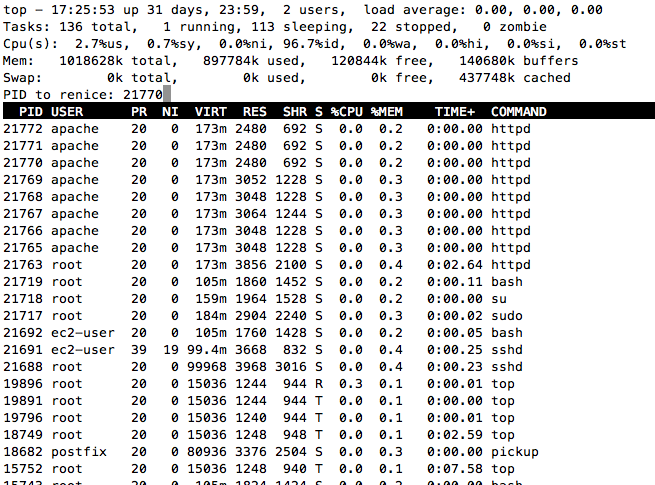 top - 17:25:53 up 31 days, 23:59,  2 users,  load average: 0.00, 0.00, 0.00
Tasks: 136 total,   1 running, 113 sleeping,  22 stopped,   0 zombie
Cpu(s):  2.7%us,  0.7%sy,  0.0%ni, 96.7%id,  0.0%wa,  0.0%hi,  0.0%si,  0.0%st
Mem:   1018628k total,   897784k used,   120844k free,   140680k buffers
Swap:        0k total,        0k used,        0k free,   437748k cached
PID to renice: 21770
  PID USER      PR  NI  VIRT  RES  SHR S %CPU %MEM    TIME+  COMMAND
21772 apache    20   0  173m 2480  692 S  0.0  0.2   0:00.00 httpd
21771 apache    20   0  173m 2480  692 S  0.0  0.2   0:00.00 httpd
21770 apache    20   0  173m 2480  692 S  0.0  0.2   0:00.00 httpd
21769 apache    20   0  173m 3052 1228 S  0.0  0.3   0:00.00 httpd
21768 apache    20   0  173m 3048 1228 S  0.0  0.3   0:00.00 httpd
21767 apache    20   0  173m 3064 1244 S  0.0  0.3   0:00.00 httpd
21766 apache    20   0  173m 3048 1228 S  0.0  0.3   0:00.00 httpd
21765 apache    20   0  173m 3048 1228 S  0.0  0.3   0:00.00 httpd
21763 root      20   0  173m 3856 2100 S  0.0  0.4   0:02.64 httpd
21719 root      20   0  105m 1860 1452 S  0.0  0.2   0:00.11 bash
21718 root      20   0  159m 1964 1528 S  0.0  0.2   0:00.00 su
21717 root      20   0  184m 2904 2240 S  0.0  0.3   0:00.02 sudo
21692 ec2-user  20   0  105m 1760 1428 S  0.0  0.2   0:00.05 bash
21691 ec2-user  39  19 99.4m 3668  832 S  0.0  0.4   0:00.25 sshd
21688 root      20   0 99968 3968 3016 S  0.0  0.4   0:00.23 sshd
19896 root      20   0 15036 1244  944 R  0.3  0.1   0:00.01 top
19891 root      20   0 15036 1244  944 T  0.0  0.1   0:00.00 top
19796 root      20   0 15036 1240  944 T  0.0  0.1   0:00.01 top
18749 root      20   0 15036 1248  948 T  0.0  0.1   0:02.59 top
18682 postfix   20   0 80936 3376 2504 S  0.0  0.3   0:00.00 pickup
15752 root      20   0 15036 1248  940 T  0.0  0.1   0:07.58 top